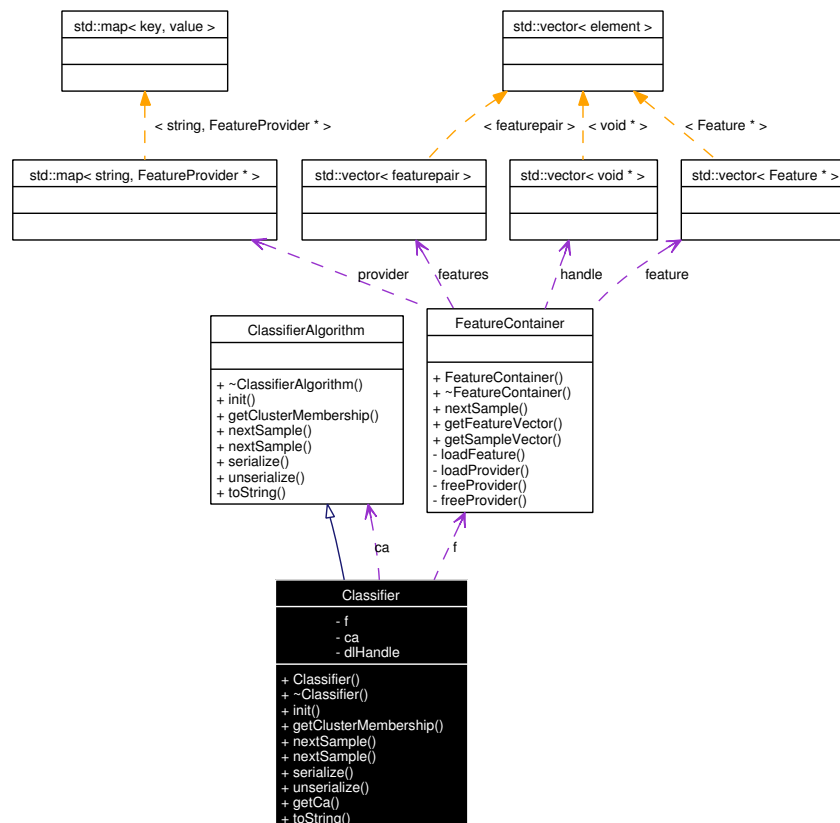 std::map< key, value >
std::vector< element >
< string, FeatureProvider * >
< featurepair >
< void * >
< Feature * >
std::map< string, FeatureProvider * >
std::vector< featurepair >
std::vector< void * >
std::vector< Feature * >
provider
features
handle
feature
ClassifierAlgorithm
+ ~ClassifierAlgorithm()
+ init()
+ getClusterMembership()
+ nextSample()
+ nextSample()
+ serialize()
+ unserialize()
+ toString()
FeatureContainer
+ FeatureContainer()
+ ~FeatureContainer()
+ nextSample()
+ getFeatureVector()
+ getSampleVector()
- loadFeature()
- loadProvider()
- freeProvider()
- freeProvider()
ca
f
Classifier
- f
- ca
- dlHandle
+ Classifier()
+ ~Classifier()
+ init()
+ getClusterMembership()
+ nextSample()
+ nextSample()
+ serialize()
+ unserialize()
+ getCa()
+ toString()